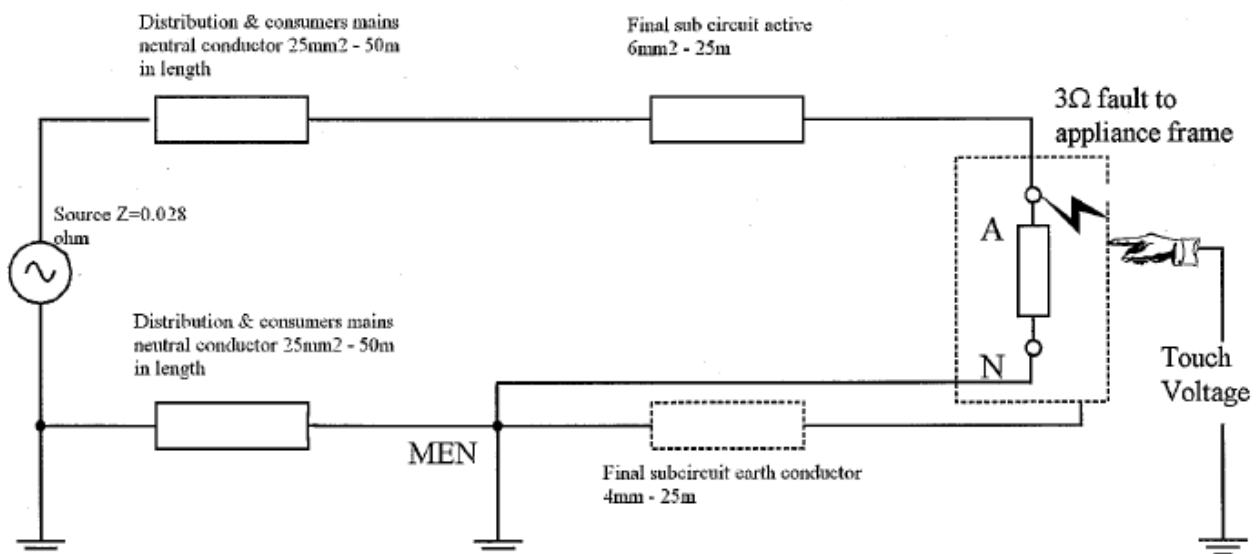 Distribution & consumers mains
neutral conductor 25mm2 - 50m
in length
Final sub circuit active
6mm2 - 25m
3Ω fault to
appliance frame
Source Z=0.028
ohm
A
N
Touch
Voltage
Distribution & consumers mains
neutral conductor 25mm2 - 50m
in length
MEN
Final subcircuit earth conductor
4mm - 25m